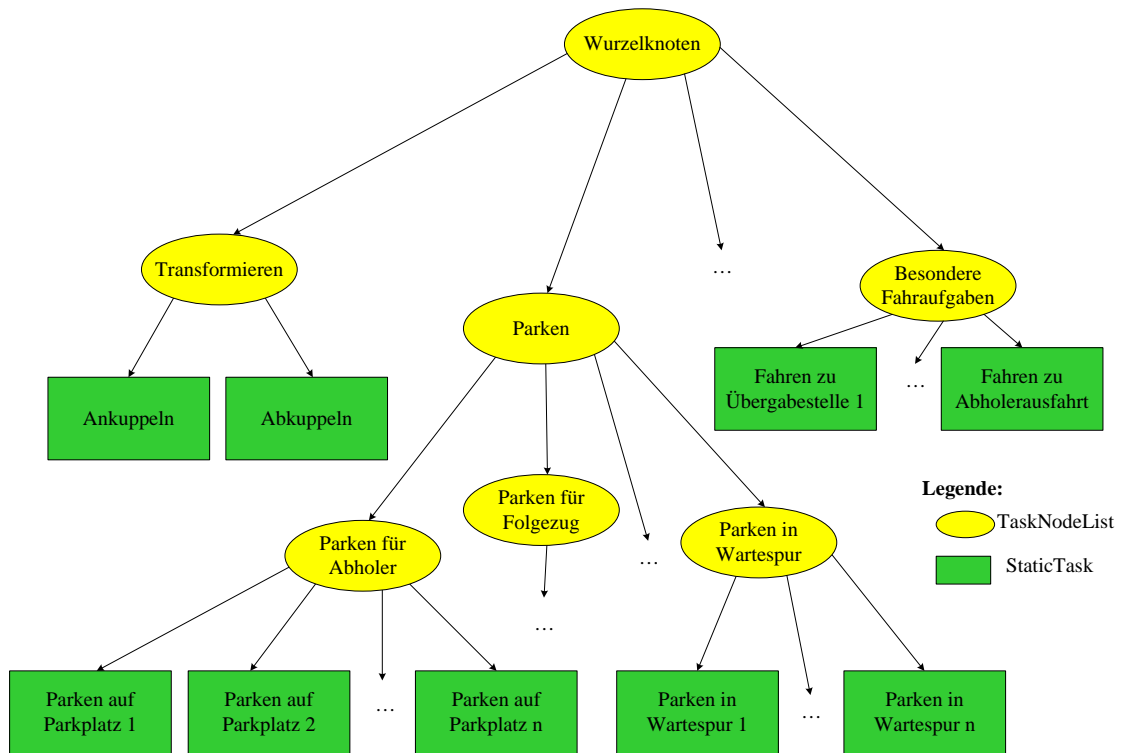 Wurzelknoten
Transformieren
...
Besondere
Fahraufgaben
Parken
Ankuppeln
Abkuppeln
Fahren zu
Übergabestelle 1
...
Fahren zu
Abholerausfahrt
Parken für
Abholer
Parken für
Folgezug
...
Parken in
Wartespur
Legende:
TaskNodeList
StaticTask
...
Parken auf
Parkplatz 1
Parken auf
Parkplatz 2
...
Parken auf
Parkplatz n
Parken in
Wartespur 1
...
Parken in
Wartespur n